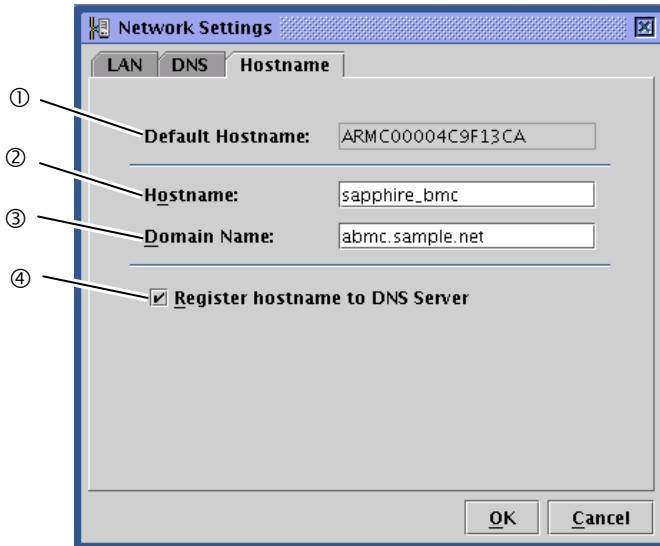 Network Settings
LAN DNS Hostname
① Default Hostname: ARMC00004C9F13CA
② Hostname: sapphire_bmc
③ Domain Name: abmc.sample.net
④ Register hostname to DNS Server
OK Cancel